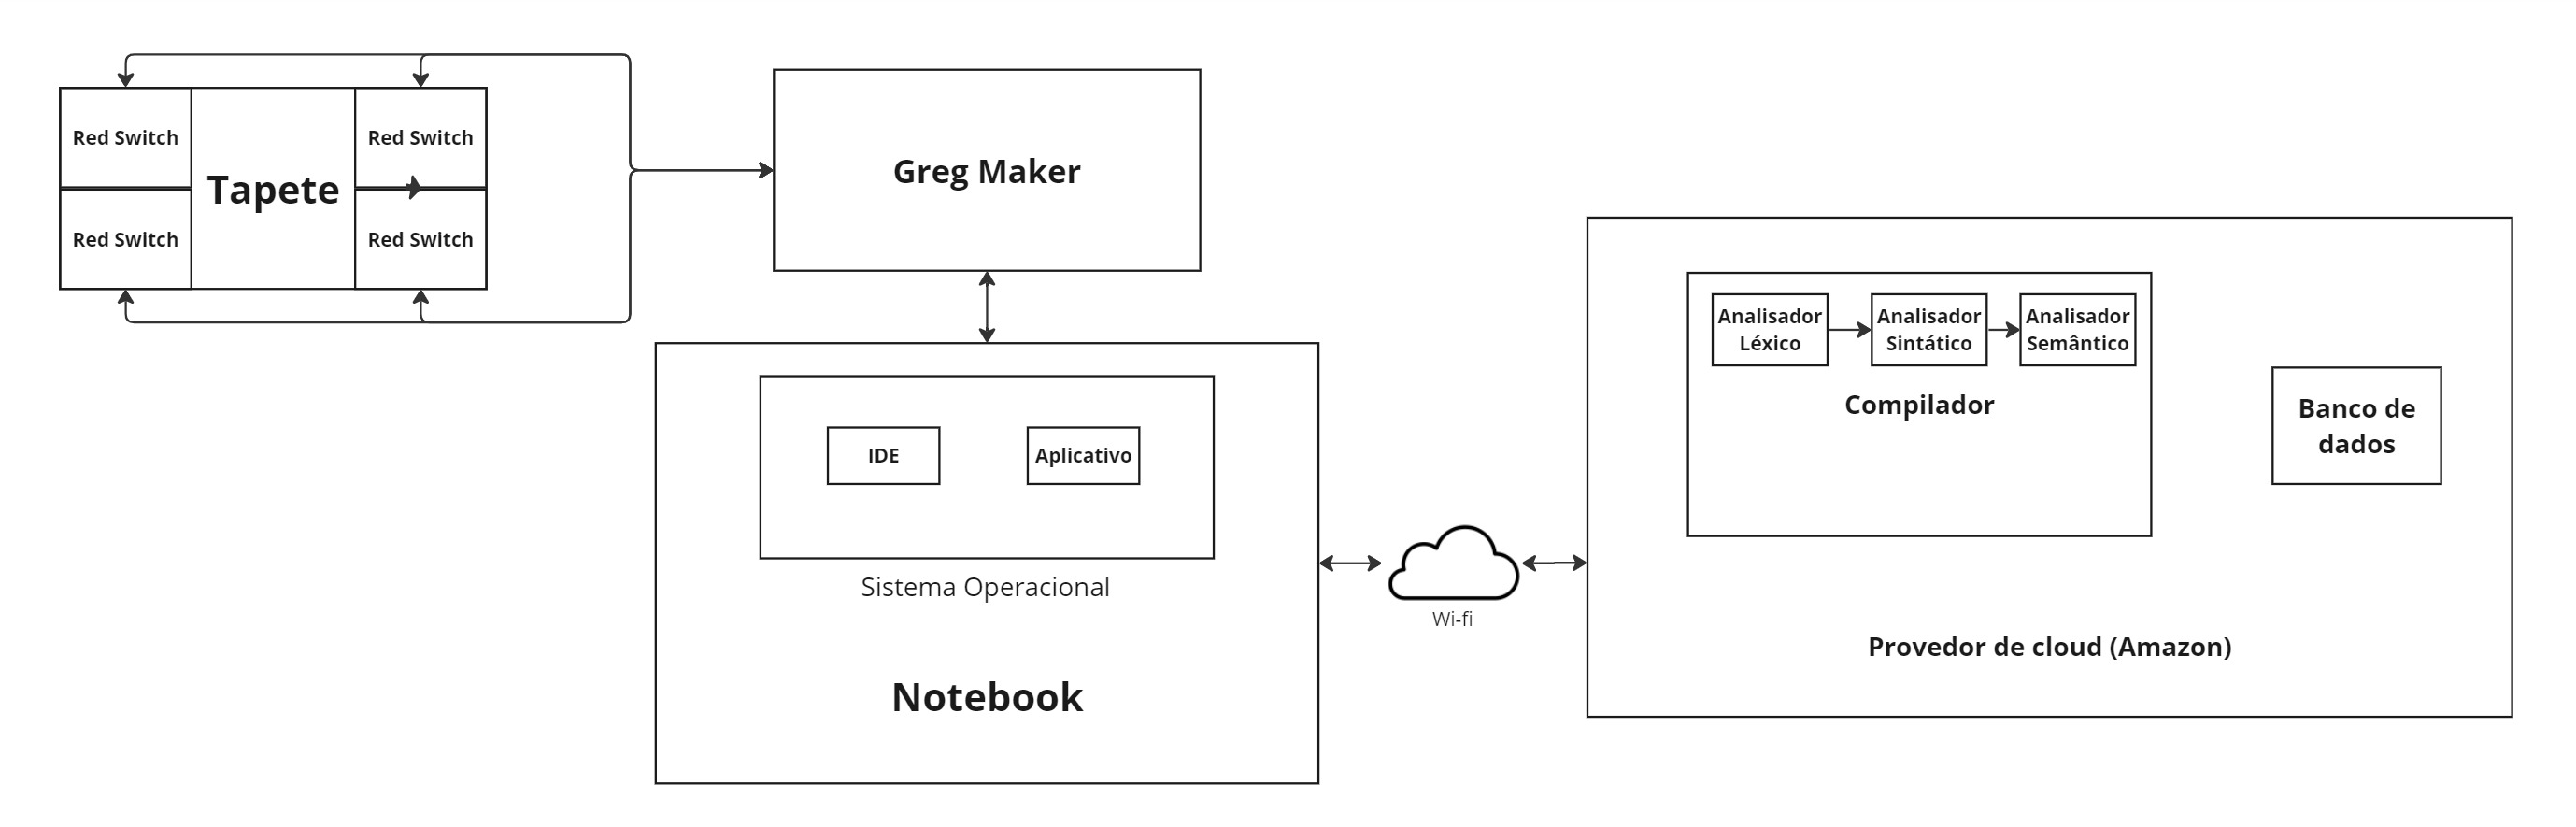 Red Switch
Red Switch
Tapete
Red Switch
Red Switch
Greg Maker
IDE
Aplicativo
Sistema Operacional
Notebook
Wi-fi
Analisador
Léxico
Analisador
Sintático
Analisador
Semântico
Compilador
Banco de
dados
Provedor de cloud (Amazon)